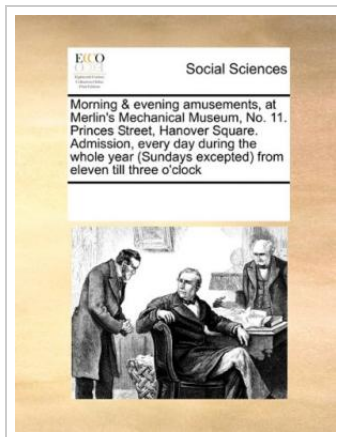 ECCO
Social Sciences
Morning & evening amusements, at
Merlin's Mechanical Museum, No. 11.
Princes Street, Hanover Square.
Admission, every day during the
whole year (Sundays excepted) from
eleven till three o'clock